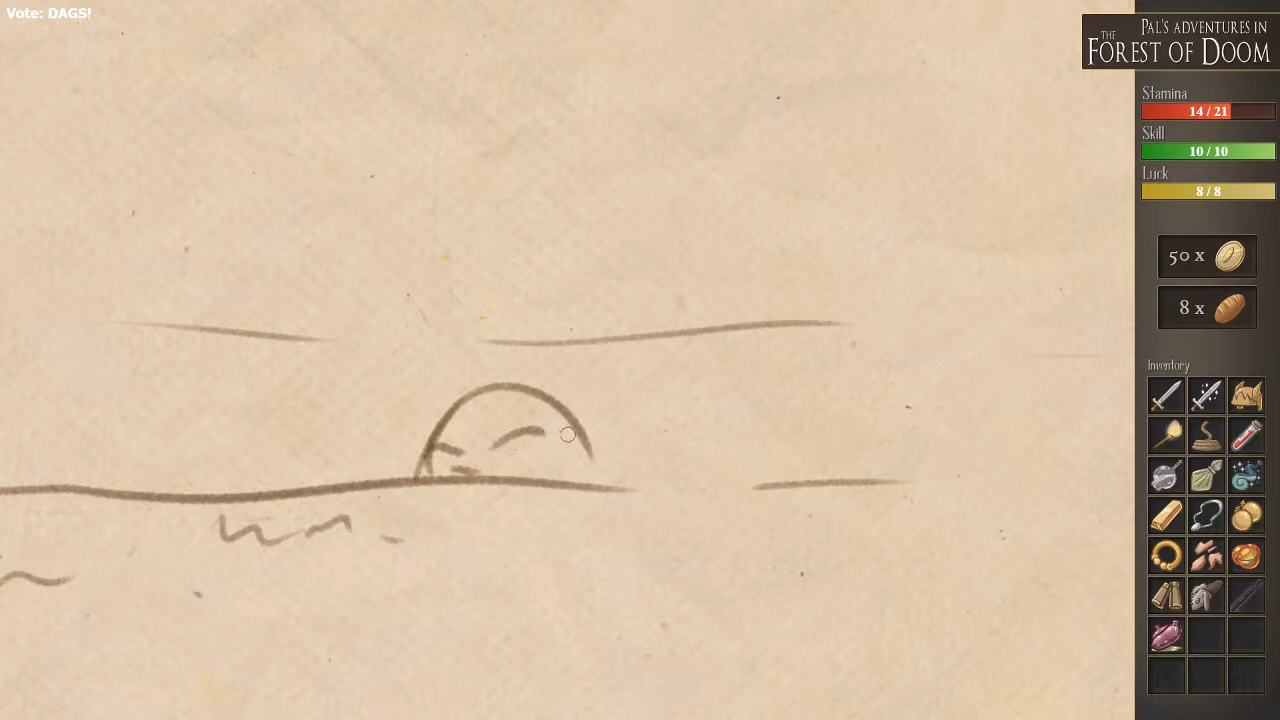 Vote: DAGS!
PAL'S ADVENTURES IN
THE FOREST OF DOOM
Stamina
14 / 21
Skill
10 / 10
Luck
8 / 8
50 x
8 x
Inventory